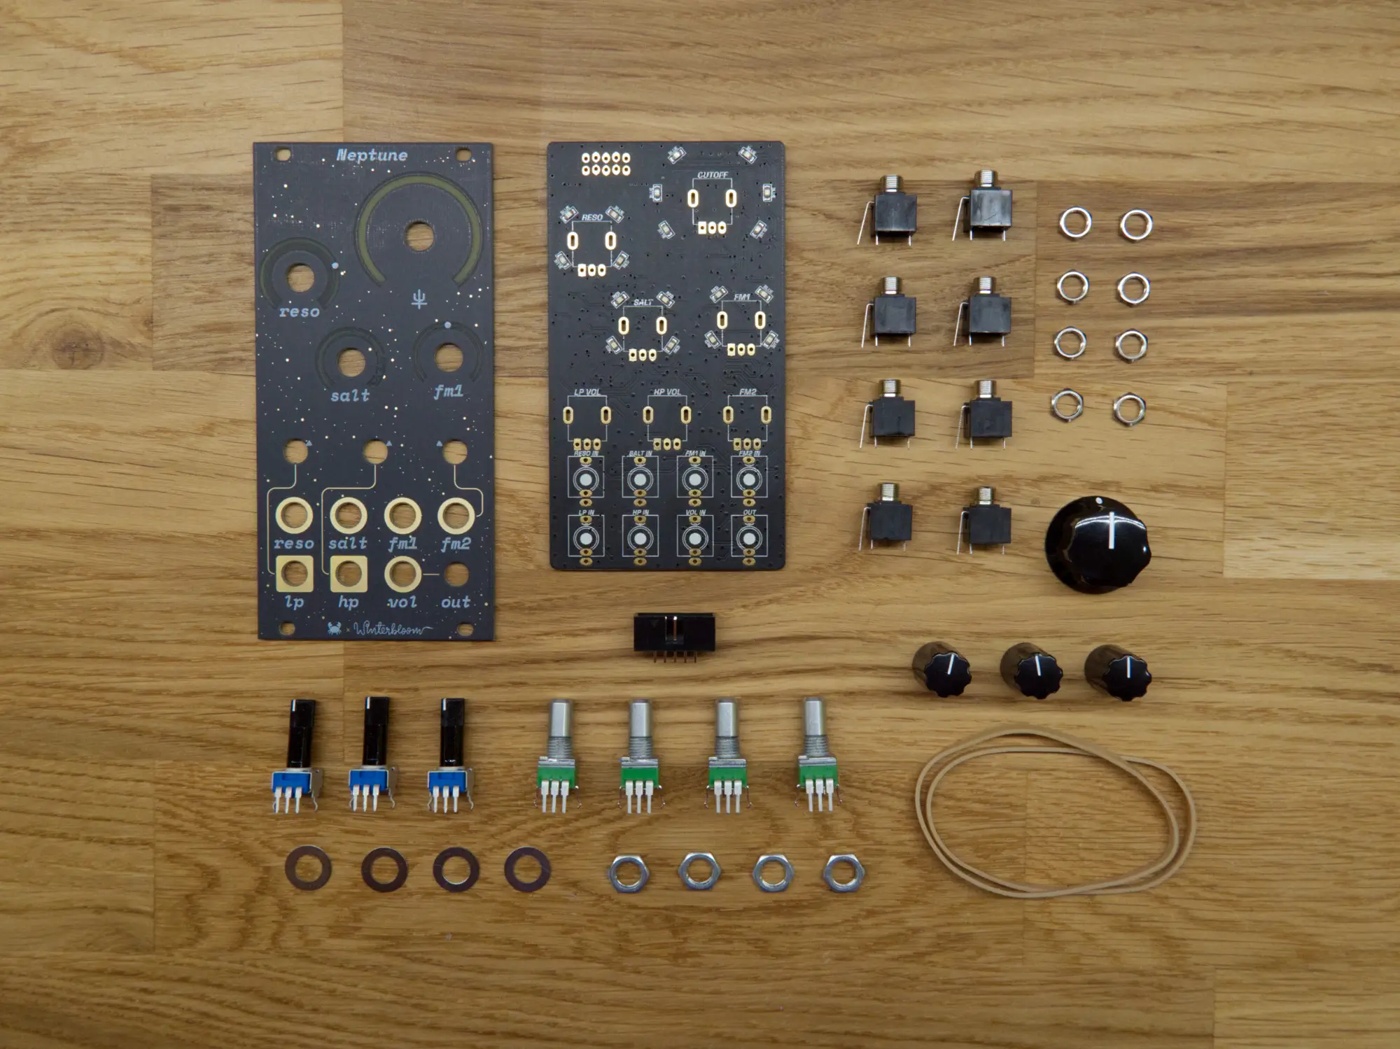 Neptune
reso
salt
fm1
reso salt fm1 fm2
lp hp vol out
Winterbloom
CUTOFF
RESO
SALT
FM1
LP VOL HP VOL FM2
RESO IN SALT IN FM1 IN FM2 IN
LP IN HP IN VOL IN OUT